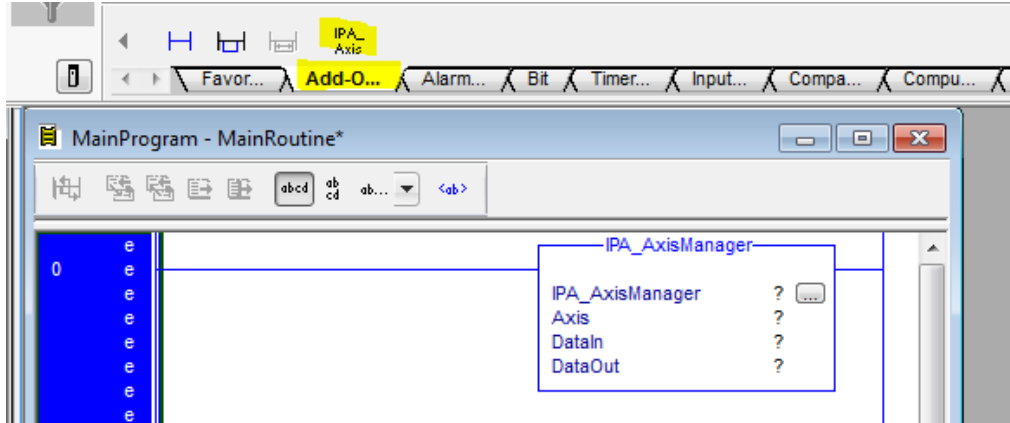 IPA_
Axis
Favor... Add-O... Alarm... Bit Timer... Input... Compa... Compu...
MainProgram - MainRoutine*
abcd ab cd ab... <ab>
IPA_AxisManager
e
0 e
e IPA_AxisManager ? ...
e Axis ?
e DataIn ?
e DataOut ?
e
e